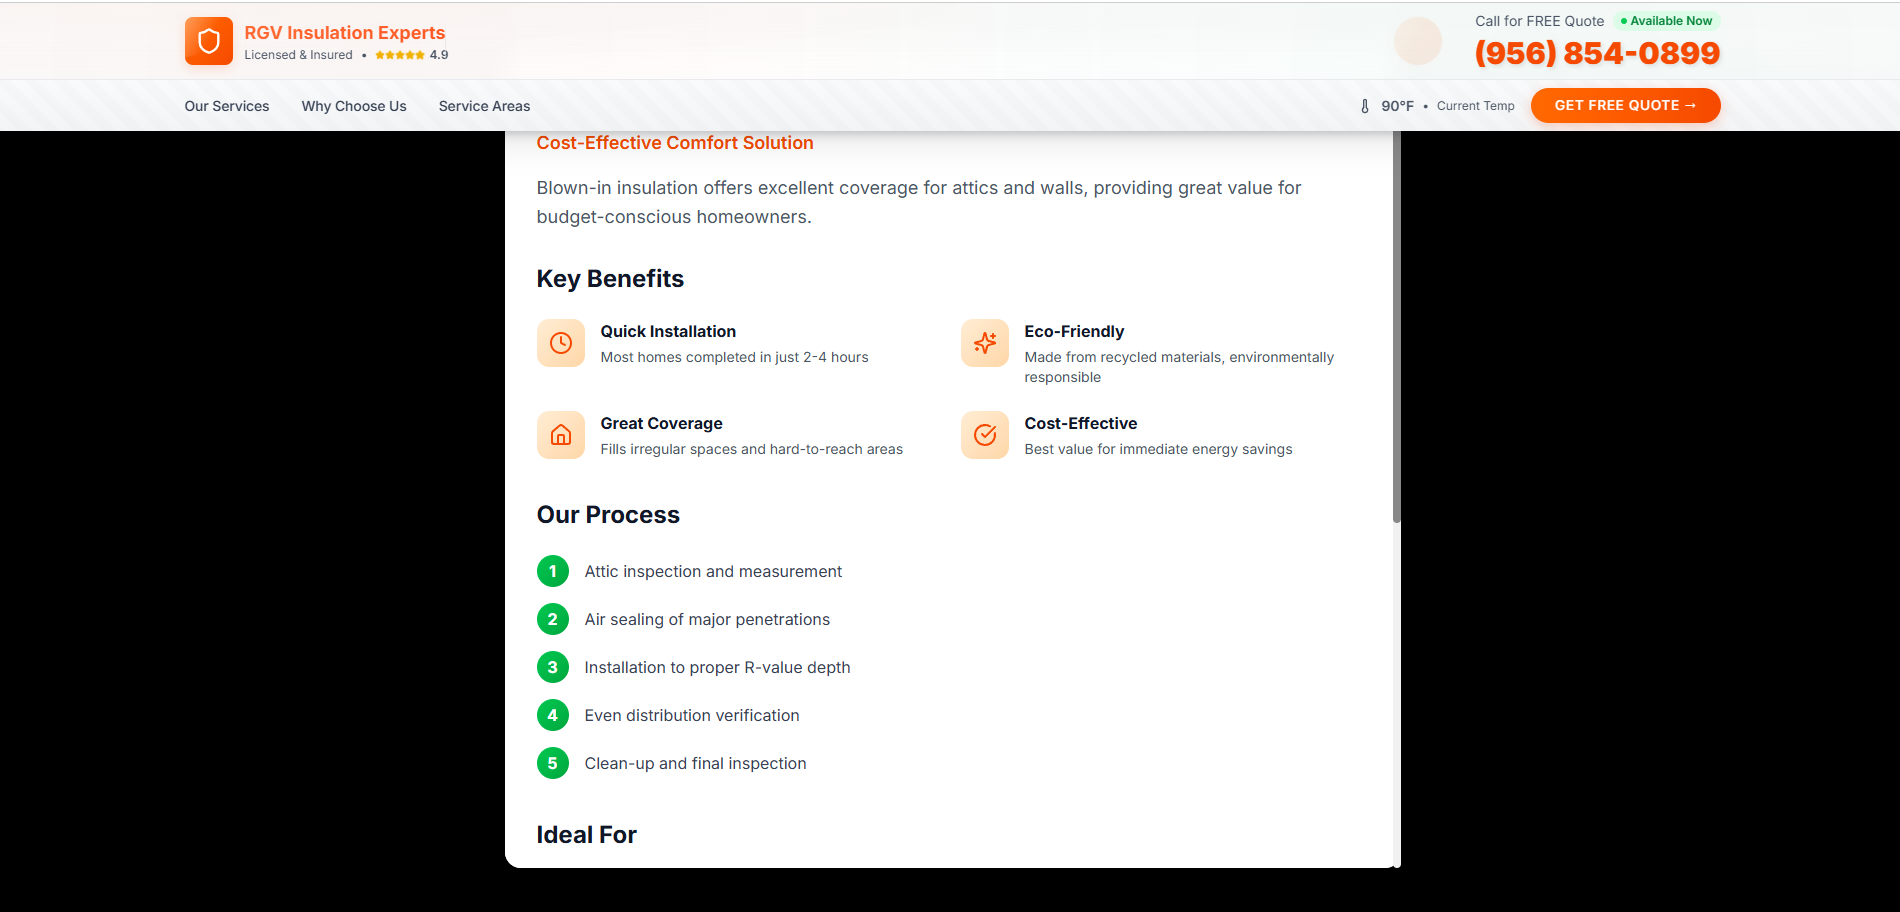 RGV Insulation Experts
Licensed & Insured • 4.9
Call for FREE Quote Available Now
(956) 854-0899
Our Services Why Choose Us Service Areas
90°F • Current Temp GET FREE QUOTE →
Cost-Effective Comfort Solution
Blown-in insulation offers excellent coverage for attics and walls, providing great value for
budget-conscious homeowners.
Key Benefits
Quick Installation
Most homes completed in just 2-4 hours
Eco-Friendly
Made from recycled materials, environmentally
responsible
Great Coverage
Fills irregular spaces and hard-to-reach areas
Cost-Effective
Best value for immediate energy savings
Our Process
1 Attic inspection and measurement
2 Air sealing of major penetrations
3 Installation to proper R-value depth
4 Even distribution verification
5 Clean-up and final inspection
Ideal For